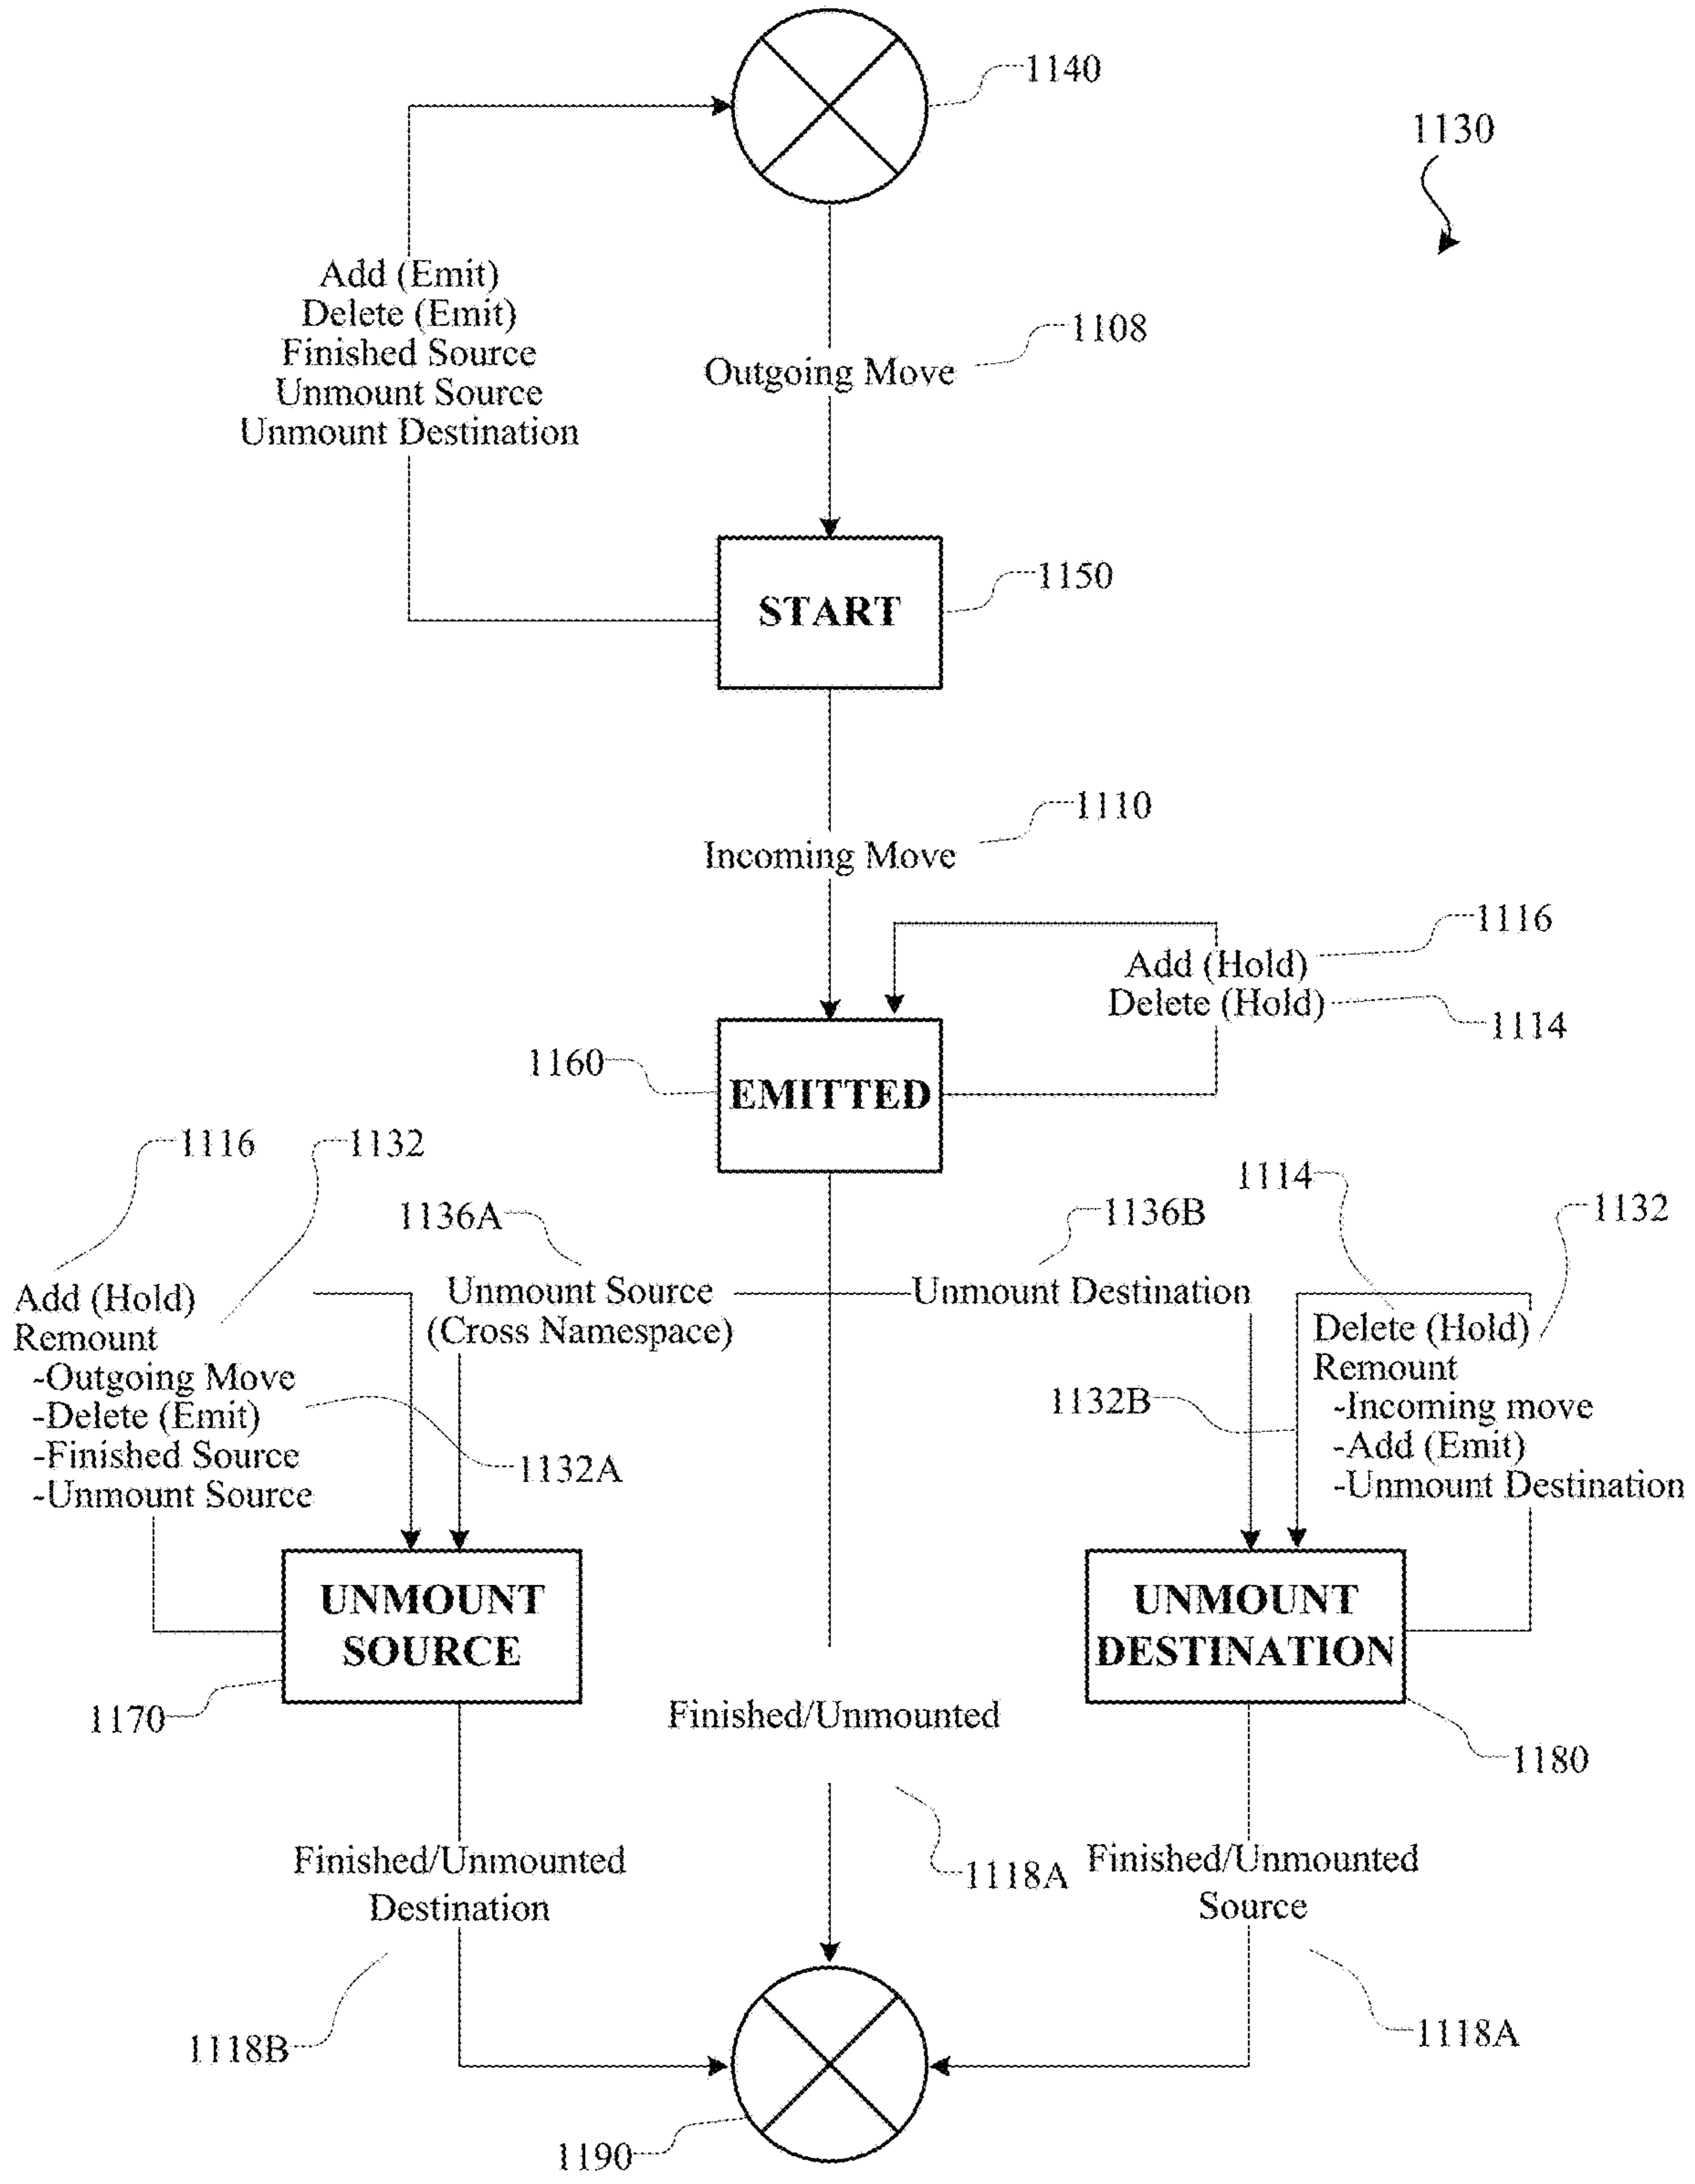 1140
1130
Add (Emit)
Delete (Emit)
Finished Source
Unmount Source
Unmount Destination
1108
Outgoing Move
1150
START
1110
Incoming Move
1116
Add (Hold)
Delete (Hold)
1114
1160
EMITTED
1116
1132
1136A
1136B
1114
1132
Add (Hold)
Remount
-Outgoing Move
-Delete (Emit)
-Finished Source
-Unmount Source
Unmount Source
(Cross Namespace)
Unmount Destination
Delete (Hold)
Remount
-Incoming move
-Add (Emit)
-Unmount Destination
1132B
1132A
UNMOUNT
SOURCE
UNMOUNT
DESTINATION
1170
Finished/Unmounted
1180
Finished/Unmounted
Destination
1118A
Finished/Unmounted
Source
1118B
1118A
1190